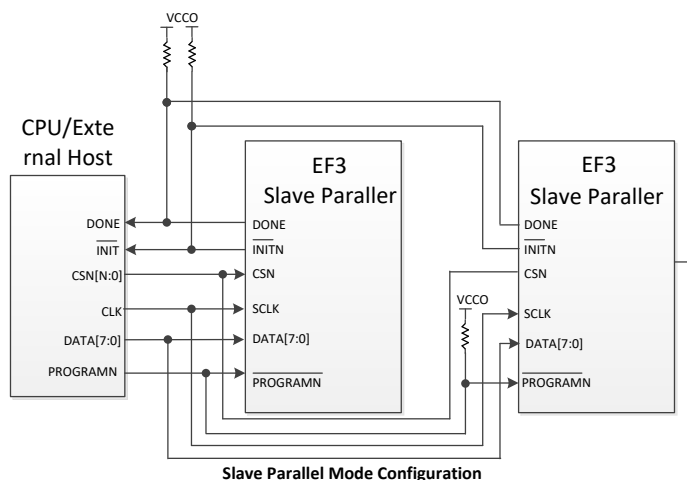 VCCO
CPU/Exte
rnal Host
DONE
INIT
CSN[N:0]
CLK
DATA[7:0]
PROGRAMN
EF3
Slave Paraller
DONE
INITN
CSN
SCLK
DATA[7:0]
PROGRAMN
VCCO
EF3
Slave Paraller
DONE
INITN
CSN
SCLK
DATA[7:0]
PROGRAMN
Slave Parallel Mode Configuration